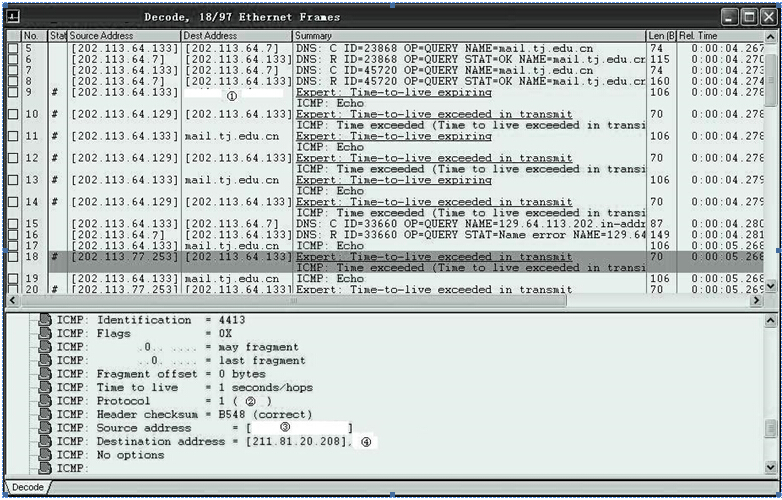 Decode, 18/97 Ethernet Frames
No. Stat Source Address Dest Address Summary Len (B Rel. Time
5 [202.113.64.133] [202.113.64.7] DNS: C ID=23868 OP=QUERY NAME=mail.tj.edu.cn 74 0:00:04.267
6 [202.113.64.7] [202.113.64.133] DNS: R ID=23868 OP=QUERY STAT=OK NAME=mail.tj.edu.cn 115 0:00:04.270
7 [202.113.64.133] [202.113.64.7] DNS: C ID=45720 OP=QUERY NAME=mail.tj.edu.cn 74 0:00:04.273
8 [202.113.64.7] [202.113.64.133] DNS: R ID=45720 OP=QUERY STAT=OK NAME=mail.tj.edu.cn 160 0:00:04.274
9 # [202.113.64.133] ① Expert: Time-to-live expiring 106 0:00:04.278
ICMP: Echo
10 # [202.113.64.129] [202.113.64.133] Expert: Time-to-live exceeded in transmit 70 0:00:04.278
ICMP: Time exceeded (Time to live exceeded in transi
11 # [202.113.64.133] mail.tj.edu.cn Expert: Time-to-live expiring 106 0:00:04.278
ICMP: Echo
12 # [202.113.64.129] [202.113.64.133] Expert: Time-to-live exceeded in transmit 70 0:00:04.278
ICMP: Time exceeded (Time to live exceeded in transi
13 # [202.113.64.133] mail.tj.edu.cn Expert: Time-to-live expiring 106 0:00:04.279
ICMP: Echo
14 # [202.113.64.129] [202.113.64.133] Expert: Time-to-live exceeded in transmit 70 0:00:04.279
ICMP: Time exceeded (Time to live exceeded in transi
15 [202.113.64.133] [202.113.64.7] DNS: C ID=33660 OP=QUERY NAME=129.64.113.202.in-addr 87 0:00:04.280
16 [202.113.64.7] [202.113.64.133] DNS: R ID=33660 OP=QUERY STAT=Name error NAME=129.64 149 0:00:04.281
17 [202.113.64.133] mail.tj.edu.cn ICMP: Echo 106 0:00:05.268
18 # [202.113.77.253] [202 113 64 133] Expert: Time-to-live exceeded in transmit 70 0:00:05.268
ICMP: Time exceeded (Time to live exceeded in transi
19 [202.113.64.133] mail.tj.edu.cn ICMP: Echo 106 0:00:05.268
20 # [202.113.77.253] [202.113.64.133] Expert: Time-to-live exceeded in transmit 70 0:00:05.269
ICMP: Identification = 4413
ICMP: Flags = 0X
ICMP: .0.. .... = may fragment
ICMP: ..0. .... = last fragment
ICMP: Fragment offset = 0 bytes
ICMP: Time to live = 1 seconds/hops
ICMP: Protocol = 1 ( ② )
ICMP: Header checksum = B548 (correct)
ICMP: Source address = [ ③ ]
ICMP: Destination address = [211.81.20.208], ④
ICMP: No options
ICMP:
Decode